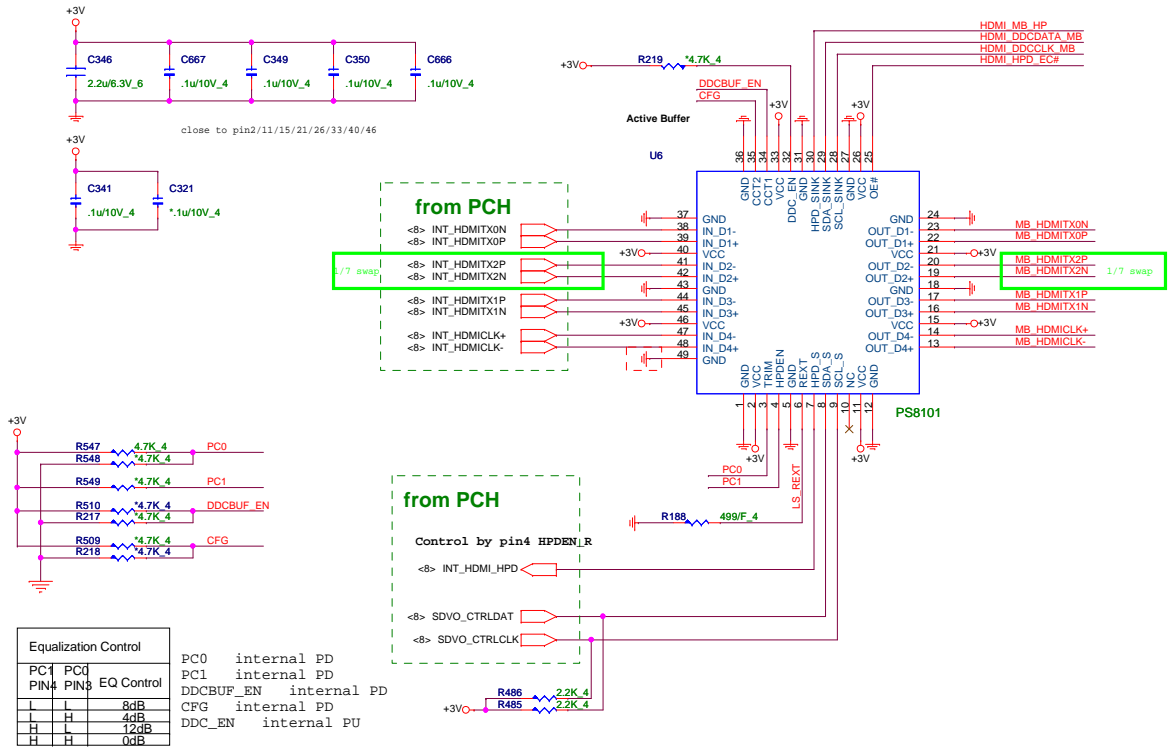 +3V
C346
2.2u/6.3V_6
C667
.1u/10V_4
C349
.1u/10V_4
C350
.1u/10V_4
C666
.1u/10V_4
close to pin2/11/15/21/26/33/40/46
+3V
C341
.1u/10V_4
C321
*.1u/10V_4
+3V
R219
*4.7K_4
DDCBUF_EN
CFG
HDMI_MB_HP
HDMI_DDCDATA_MB
HDMI_DDCCLK_MB
HDMI_HPD_EC#
+3V
+3V
Active Buffer
U6
36 35 34 33 32 31 30 29 28 27 26 25
GND CCT2 CCT1 VCC DDC_EN GND HPD_SINK SDA_SINK SCL_SINK GND VCC OE#
from PCH
<8> INT_HDMITX0N
<8> INT_HDMITX0P
1/7 swap
<8> INT_HDMITX2P
<8> INT_HDMITX2N
<8> INT_HDMITX1P
<8> INT_HDMITX1N
<8> INT_HDMICLK+
<8> INT_HDMICLK-
+3V
+3V
37 GND
38 IN_D1-
39 IN_D1+
40 VCC
41 IN_D2-
42 IN_D2+
43 GND
44 IN_D3-
45 IN_D3+
46 VCC
47 IN_D4-
48 IN_D4+
49 GND
GND 24
OUT_D1- 23 MB_HDMITX0N
OUT_D1+ 22 MB_HDMITX0P
VCC 21 +3V
OUT_D2- 20 MB_HDMITX2P
OUT_D2+ 19 MB_HDMITX2N
1/7 swap
GND 18
OUT_D3- 17 MB_HDMITX1P
OUT_D3+ 16 MB_HDMITX1N
VCC 15 +3V
OUT_D4- 14 MB_HDMICLK+
OUT_D4+ 13 MB_HDMICLK-
GND VCC TRIM HPDEN GND REXT HPD_S SDA_S SCL_S NC VCC GND
1 2 3 4 5 6 7 8 9 10 11 12
PS8101
+3V
+3V
PC0
PC1
LS_REXT
R188
499/F_4
+3V
R547 4.7K_4 PC0
R548 *4.7K_4
R549 *4.7K_4 PC1
R510 *4.7K_4 DDCBUF_EN
R217 *4.7K_4
R509 *4.7K_4 CFG
R218 *4.7K_4
from PCH
Control by pin4 HPDEN_R
<8> INT_HDMI_HPD
<8> SDVO_CTRLDAT
<8> SDVO_CTRLCLK
R486 2.2K_4
R485 2.2K_4
+3V
Equalization Control
PC1 PIN4 PC0 PIN3 EQ Control
L L 8dB
L H 4dB
H L 12dB
H H 0dB
PC0 internal PD
PC1 internal PD
DDCBUF_EN internal PD
CFG internal PD
DDC_EN internal PU